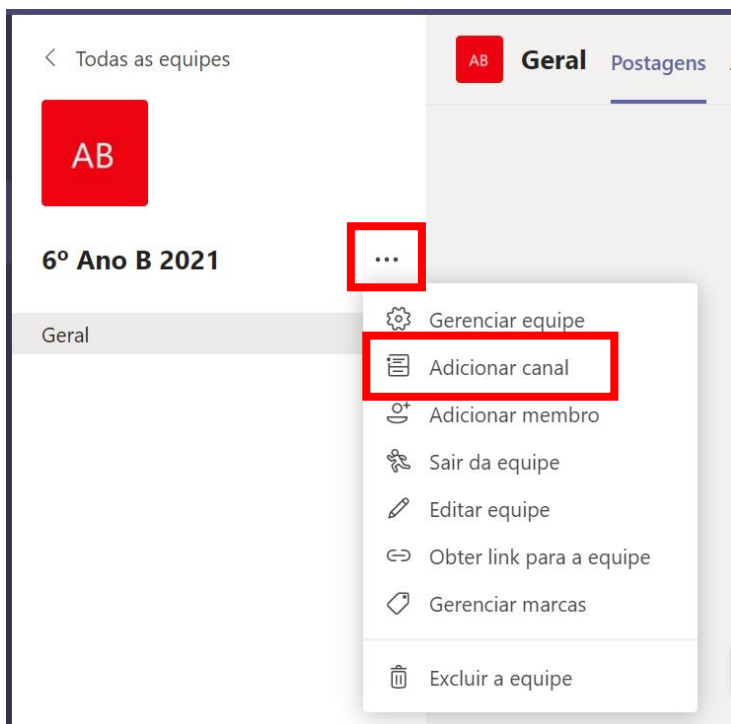 Todas as equipes
AB
6º Ano B 2021
...
Geral
AB Geral Postagens
Gerenciar equipe
Adicionar canal
Adicionar membro
Sair da equipe
Editar equipe
Obter link para a equipe
Gerenciar marcas
Excluir a equipe